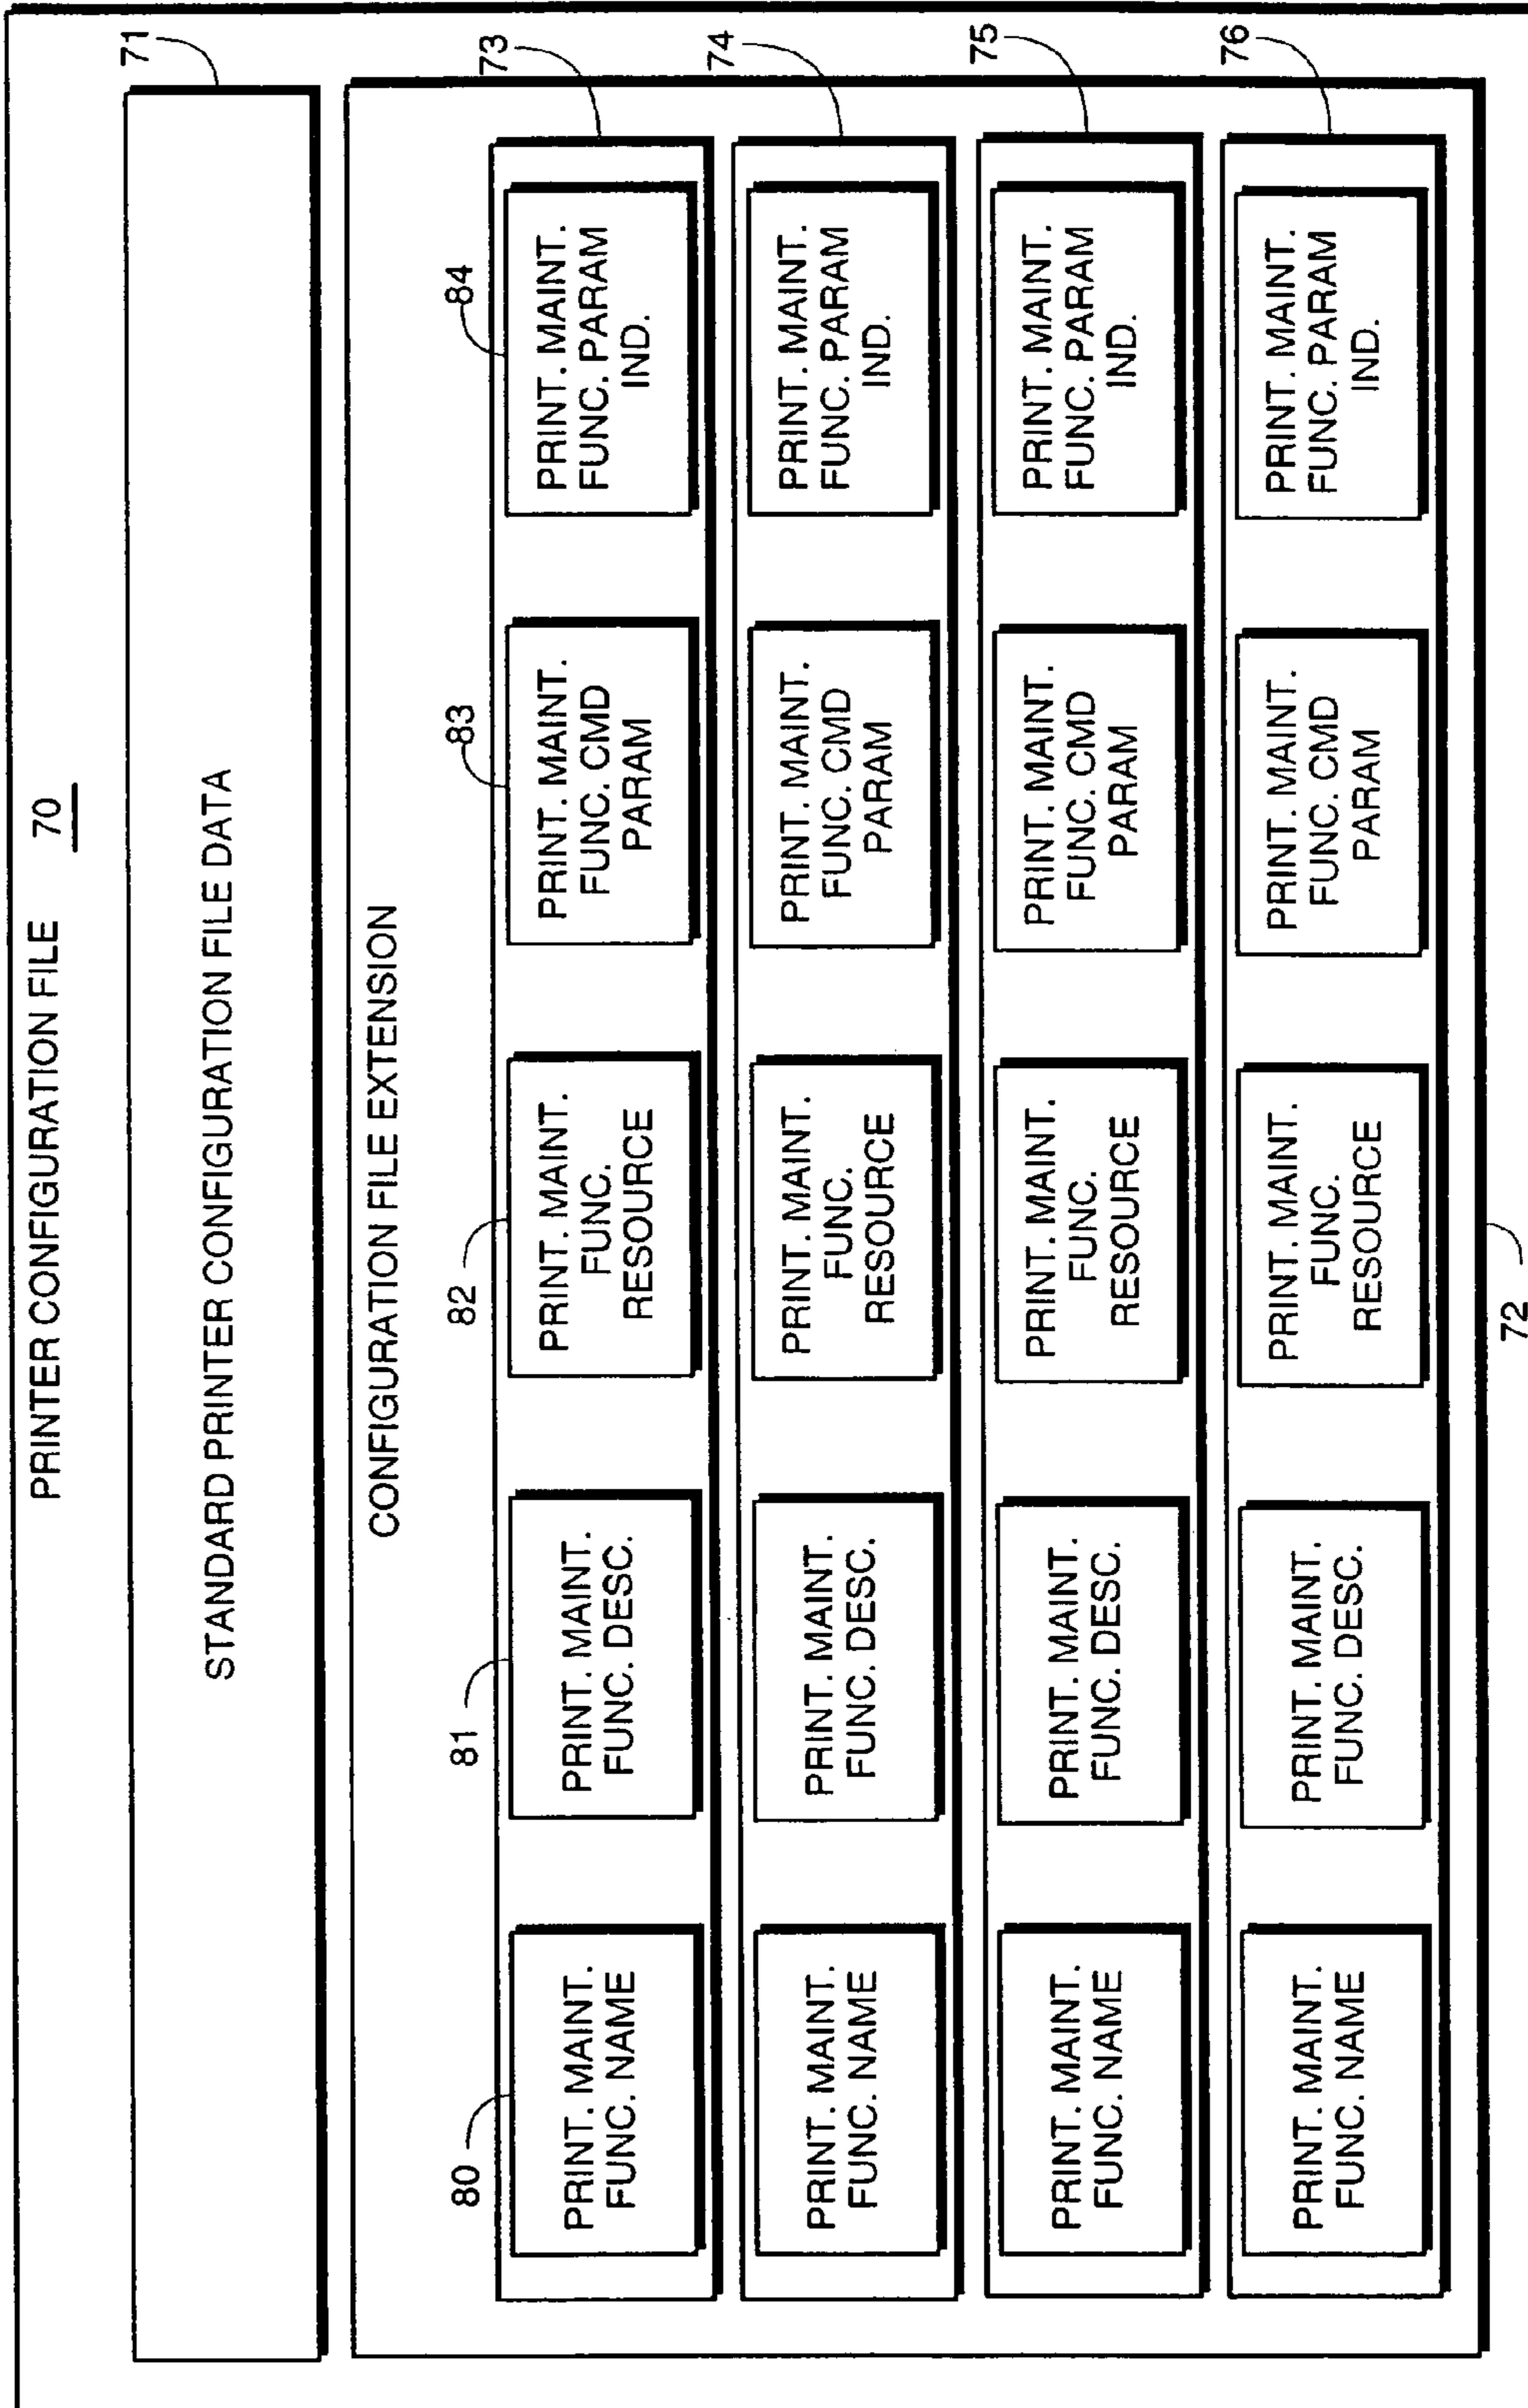 PRINTER CONFIGURATION FILE 70
71
STANDARD PRINTER CONFIGURATION FILE DATA
CONFIGURATION FILE EXTENSION
73
80
81
82
83
84
PRINT. MAINT.
FUNC. NAME
PRINT. MAINT.
FUNC. DESC.
PRINT. MAINT.
FUNC.
RESOURCE
PRINT. MAINT.
FUNC. CMD
PARAM
PRINT. MAINT.
FUNC. PARAM
IND.
74
PRINT. MAINT.
FUNC. NAME
PRINT. MAINT.
FUNC. DESC.
PRINT. MAINT.
FUNC.
RESOURCE
PRINT. MAINT.
FUNC. CMD
PARAM
PRINT. MAINT.
FUNC. PARAM
IND.
75
PRINT. MAINT.
FUNC. NAME
PRINT. MAINT.
FUNC. DESC.
PRINT. MAINT.
FUNC.
RESOURCE
PRINT. MAINT.
FUNC. CMD
PARAM
PRINT. MAINT.
FUNC. PARAM
IND.
76
PRINT. MAINT.
FUNC. NAME
PRINT. MAINT.
FUNC. DESC.
PRINT. MAINT.
FUNC.
RESOURCE
PRINT. MAINT.
FUNC. CMD
PARAM
PRINT. MAINT.
FUNC. PARAM
IND.
72